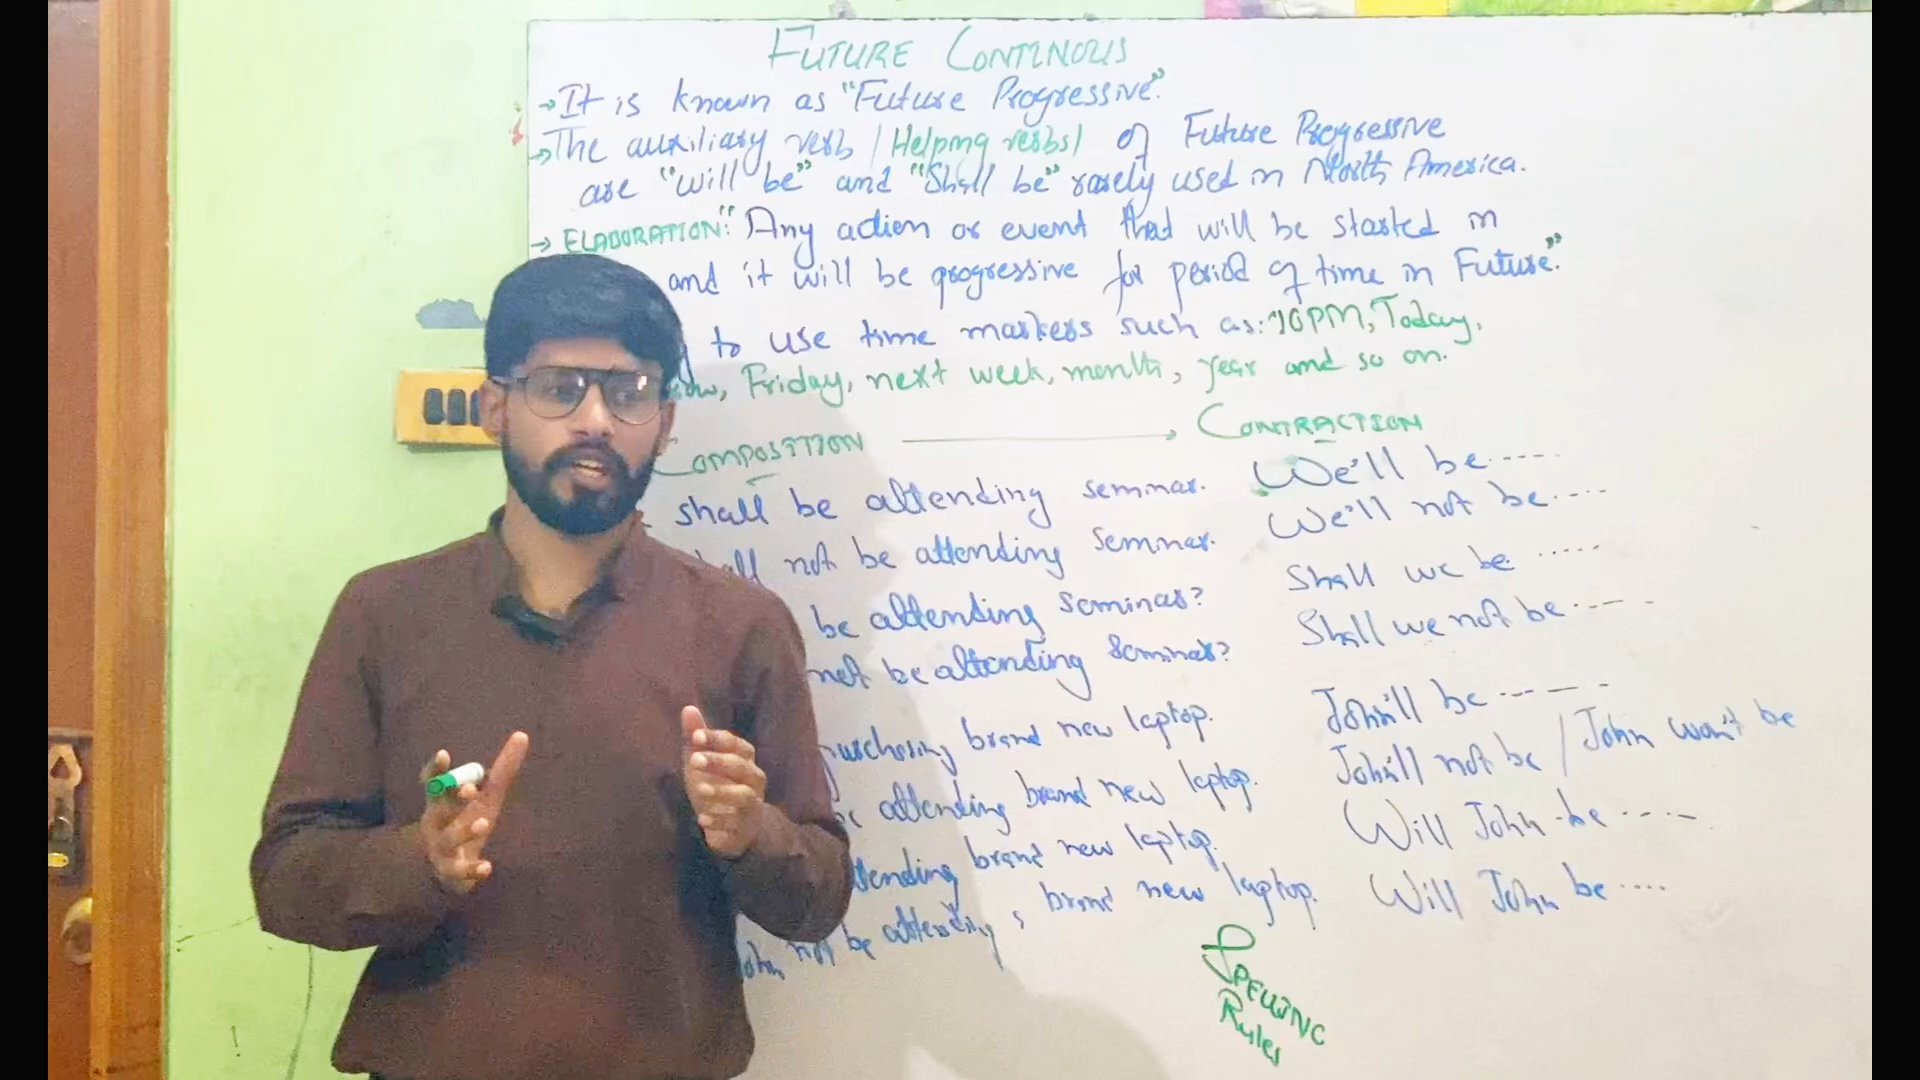 FUTURE CONTINOUS
→ It is known as "Future Progressive".
→ The auxiliary verb / Helping verbs / of Future Progressive
are "will be" and "Shall be" rarely used in North America.
→ ELABORATION: "Any action or event that will be started in
and it will be progressive for period of time in Future."
to use time markers such as: 10PM, Today,
Friday, next week, month, year and so on.
COMPOSITION → CONTRACTION
shall be attending seminar. We'll be ----
not be attending seminar. We'll not be ----
be attending seminar? Shall we be .....
not be attending seminar? Shall we not be ----
purchasing brand new laptop. John'll be ----
be attending brand new laptop. John'll not be / John won't be
attending brand new laptop. Will John be ----
John not be attending, brand new laptop. Will John be ....
SPELLING
Rules